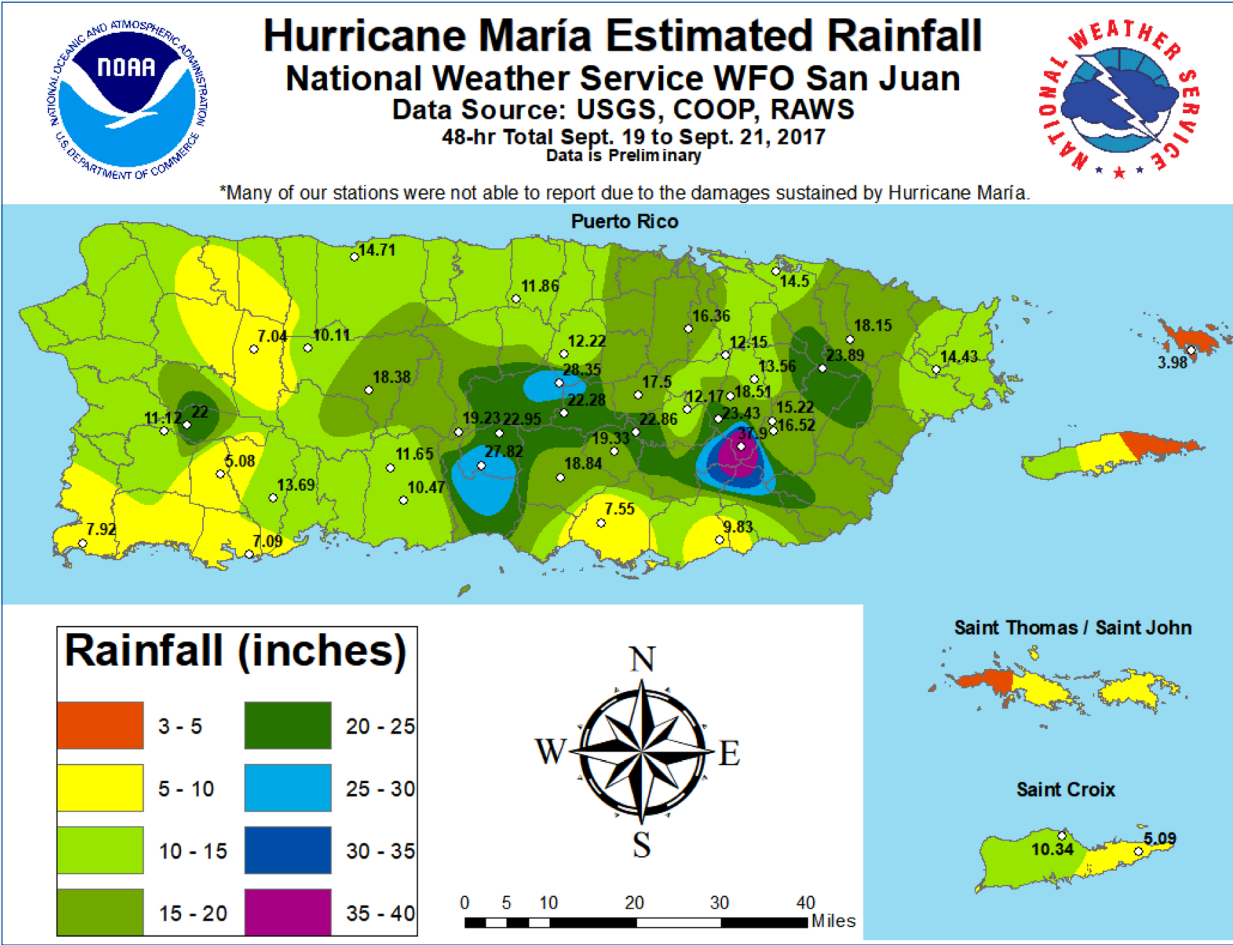 Hurricane María Estimated Rainfall
National Weather Service WFO San Juan
Data Source: USGS, COOP, RAWS
48-hr Total Sept. 19 to Sept. 21, 2017
Data is Preliminary
NATIONAL OCEANIC AND ATMOSPHERIC ADMINISTRATION
NOAA
U.S. DEPARTMENT OF COMMERCE
NATIONAL WEATHER SERVICE
*Many of our stations were not able to report due to the damages sustained by Hurricane María.
Puerto Rico
14.71
14.5
11.86
16.36
18.15
7.04
10.11
12.22
12.15
23.89
14.43
3.98
18.38
28.35
13.56
17.5
12.17
18.51
11.12
22
22.28
15.22
19.23
22.95
22.86
23.43
16.52
37.9
19.33
5.08
11.65
27.82
18.84
13.69
10.47
7.55
7.92
7.09
9.83
Rainfall (inches)
3 - 5
20 - 25
5 - 10
25 - 30
10 - 15
30 - 35
15 - 20
35 - 40
N
W
E
S
0 5 10 20 30 40
Miles
Saint Thomas / Saint John
Saint Croix
10.34
5.09